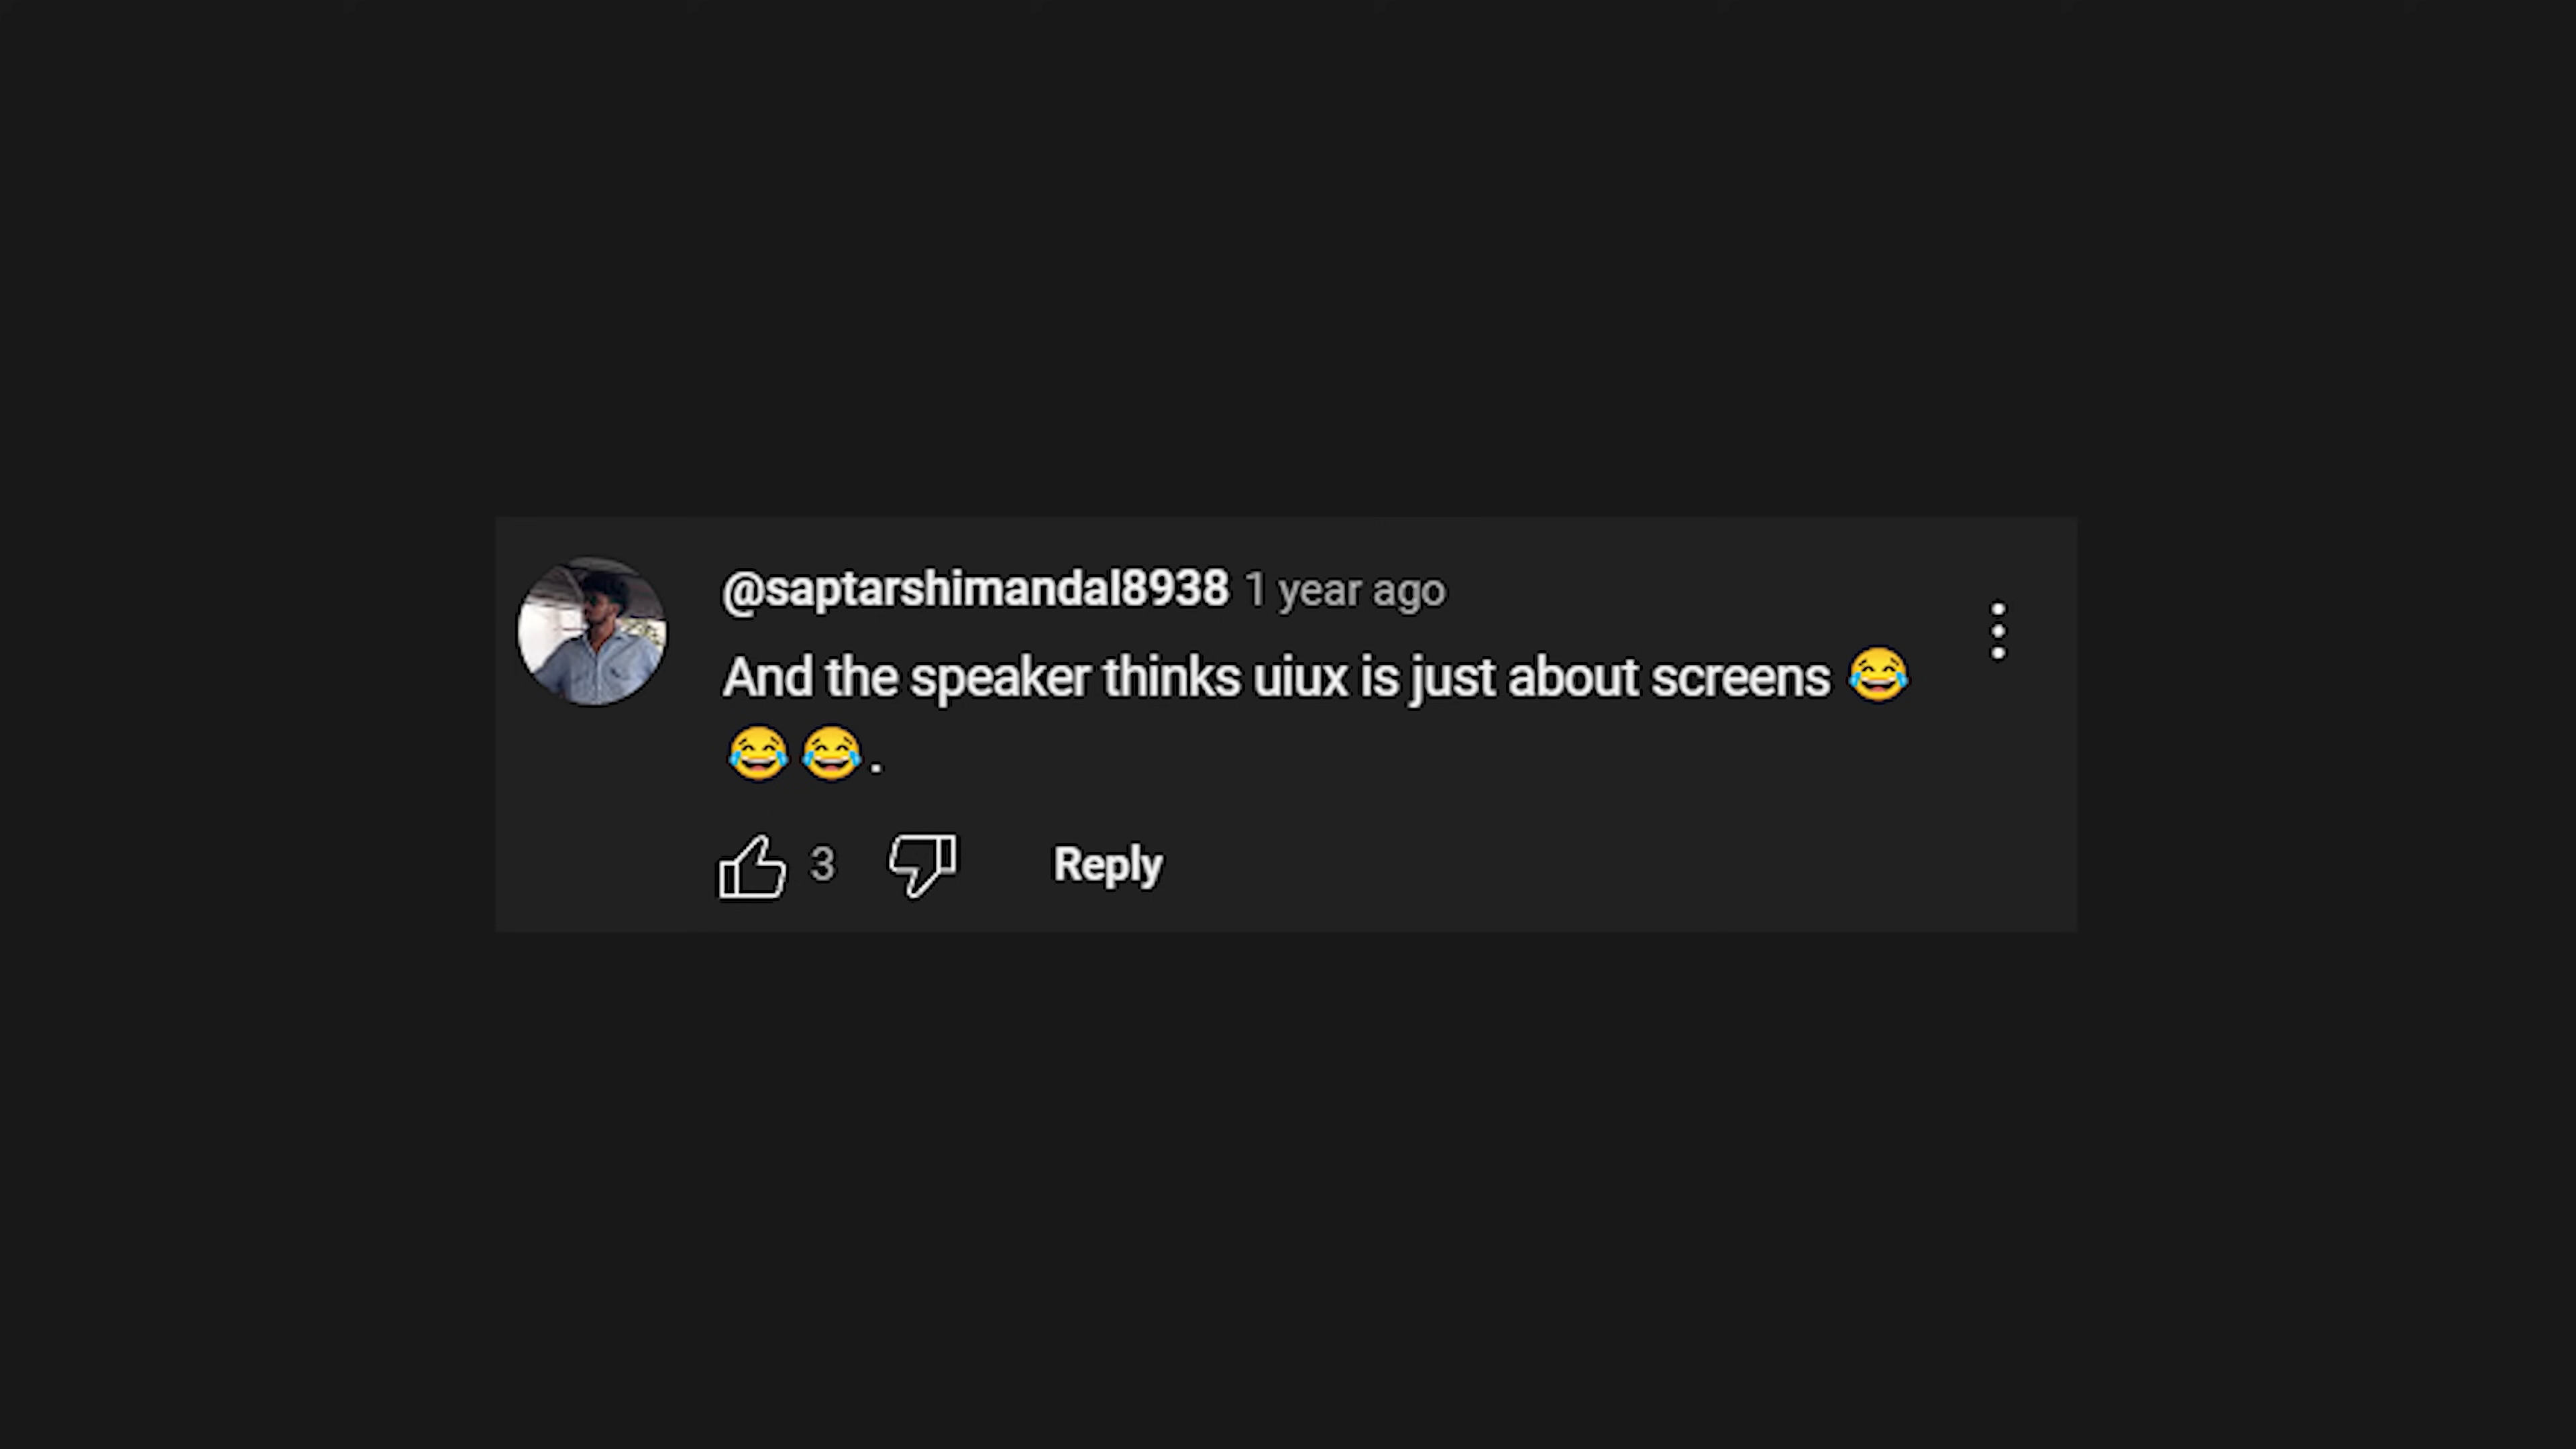 @saptarshimandal8938 1 year ago
And the speaker thinks uiux is just about screens 😂
😂😂.
3 Reply